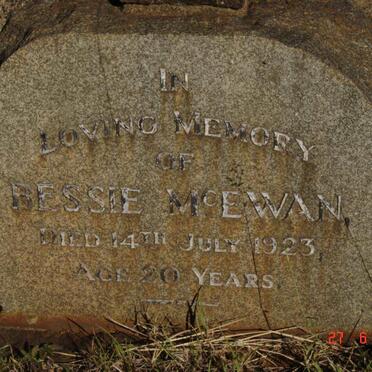 IN
LOVING MEMORY
OF
BESSIE McEWAN,
DIED 14TH JULY 1923,
AGE 20 YEARS.
27 6